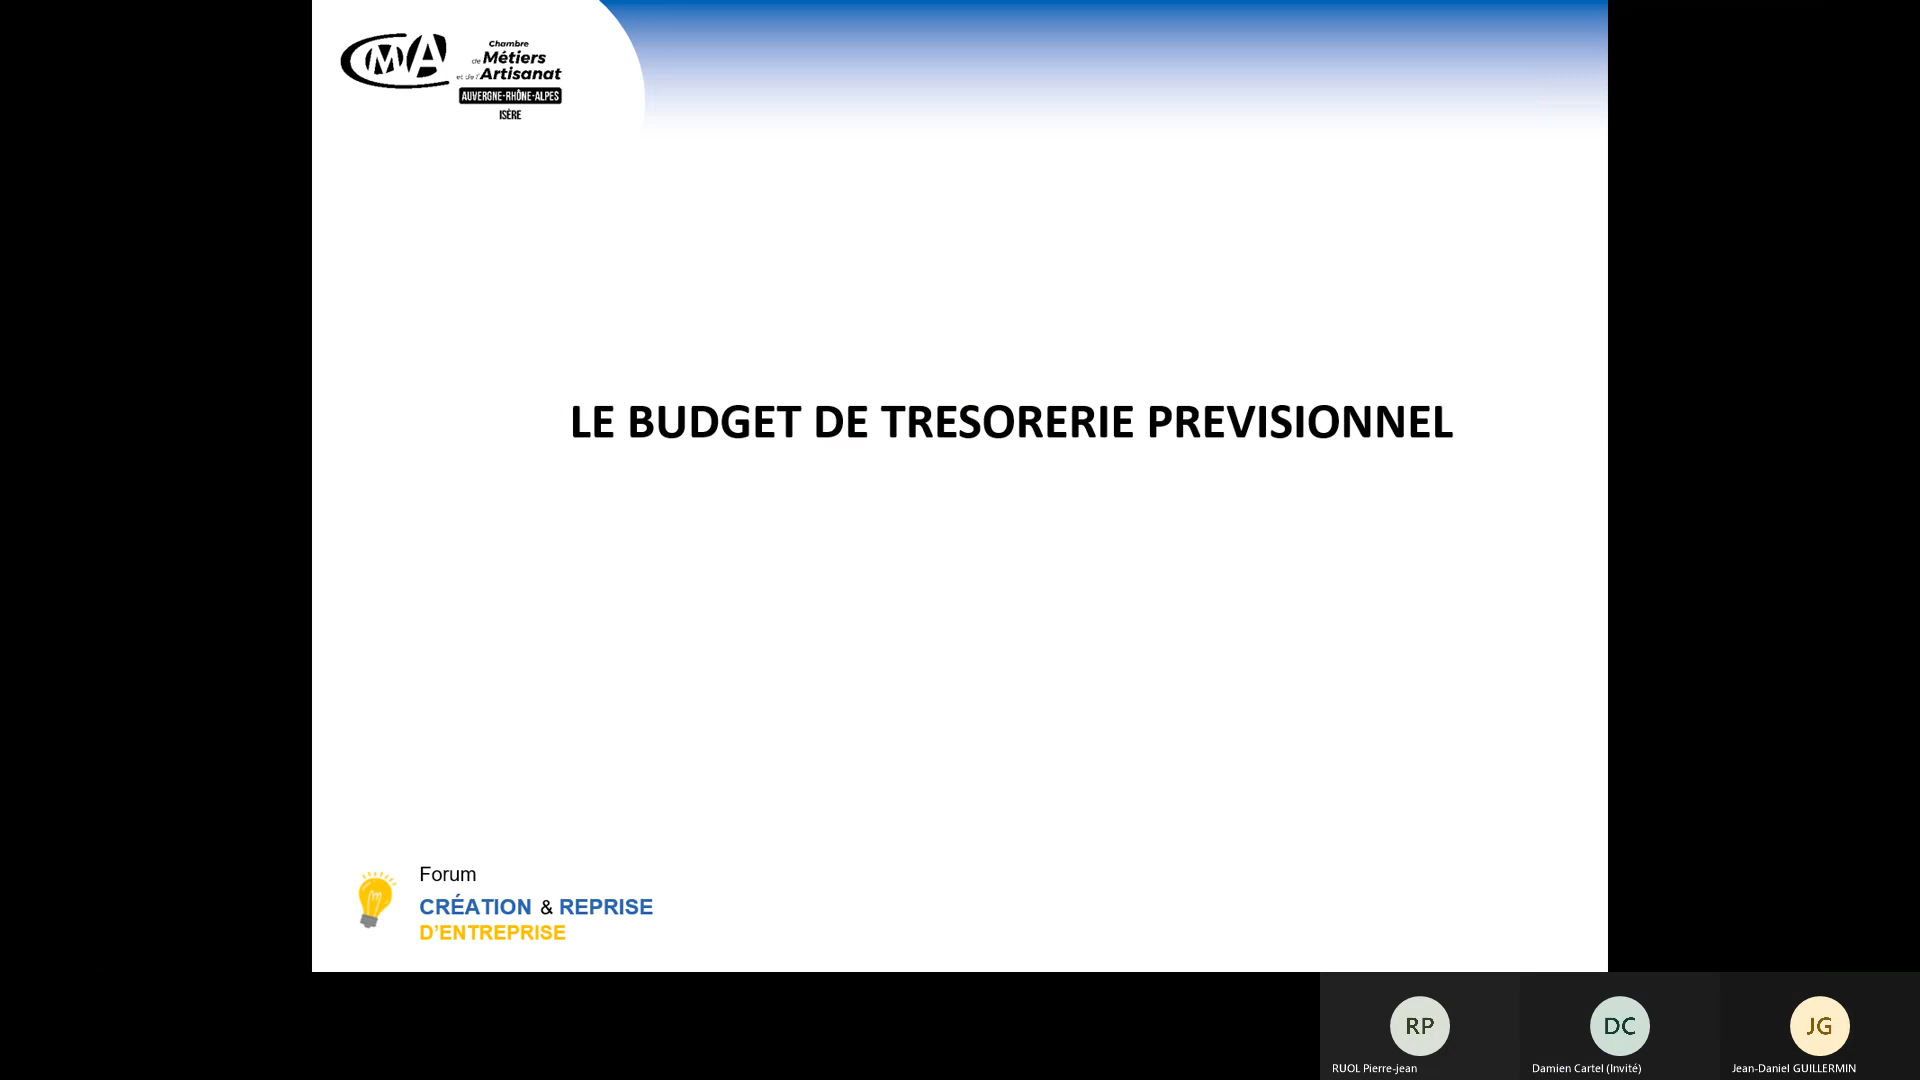 CMA
Chambre
de Métiers
et de l'Artisanat
AUVERGNE-RHÔNE-ALPES
ISÈRE
LE BUDGET DE TRESORERIE PREVISIONNEL
Forum
CRÉATION & REPRISE
D'ENTREPRISE
RP
DC
JG
RUOL Pierre-jean
Damien Cartel (Invité)
Jean-Daniel GUILLERMIN